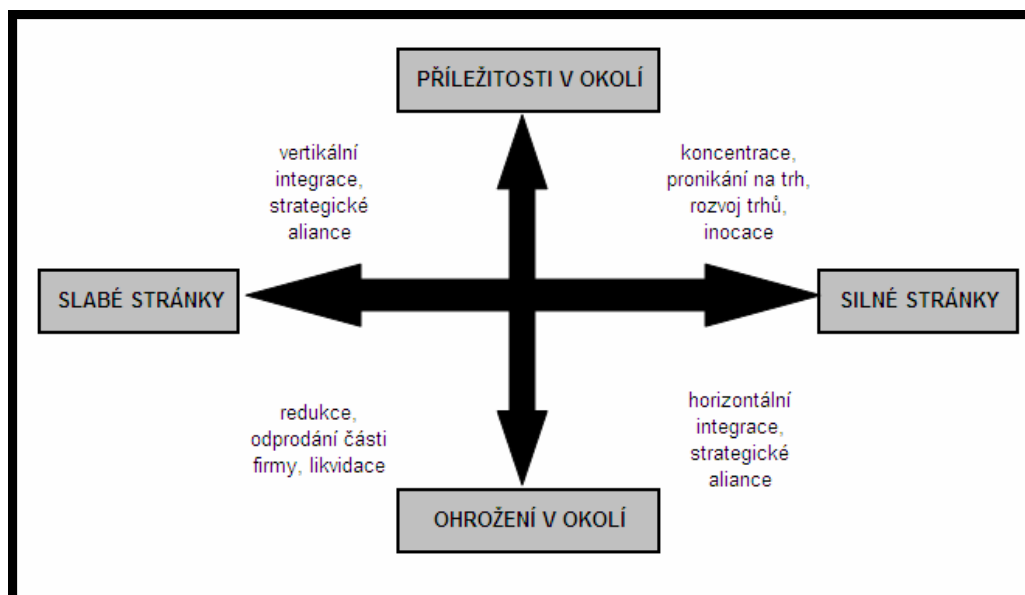 PŘÍLEŽITOSTI V OKOLÍ
vertikální
integrace,
strategické
aliance
koncentrace,
pronikání na trh,
rozvoj trhů,
inocace
SLABÉ STRÁNKY
SILNÉ STRÁNKY
redukce,
odprodání části
firmy, likvidace
horizontální
integrace,
strategické
aliance
OHROŽENÍ V OKOLÍ